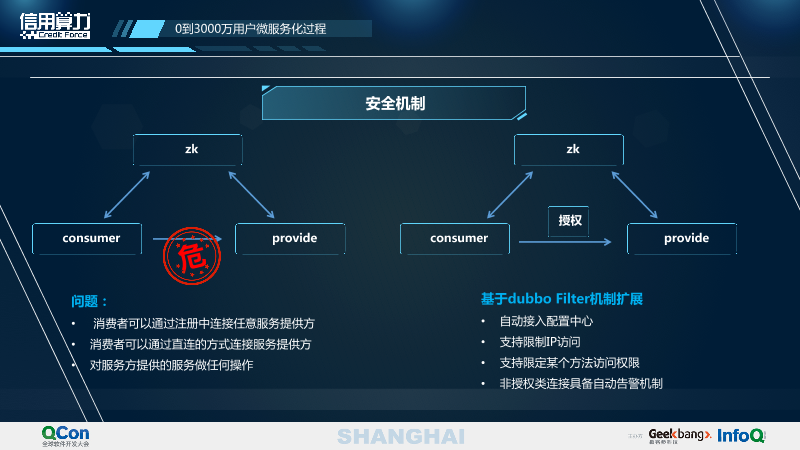 信用算力
Credit Force
0到3000万用户微服务化过程
安全机制
zk
consumer
provide
危
问题：
• 消费者可以通过注册中连接任意服务提供方
• 消费者可以通过直连的方式连接服务提供方
• 对服务方提供的服务做任何操作
zk
授权
consumer
provide
基于dubbo Filter机制扩展
• 自动接入配置中心
• 支持限制IP访问
• 支持限定某个方法访问权限
• 非授权类连接具备自动告警机制
QCon
全球软件开发大会
SHANGHAI
Geekbang>.
极客邦科技
InfoQ